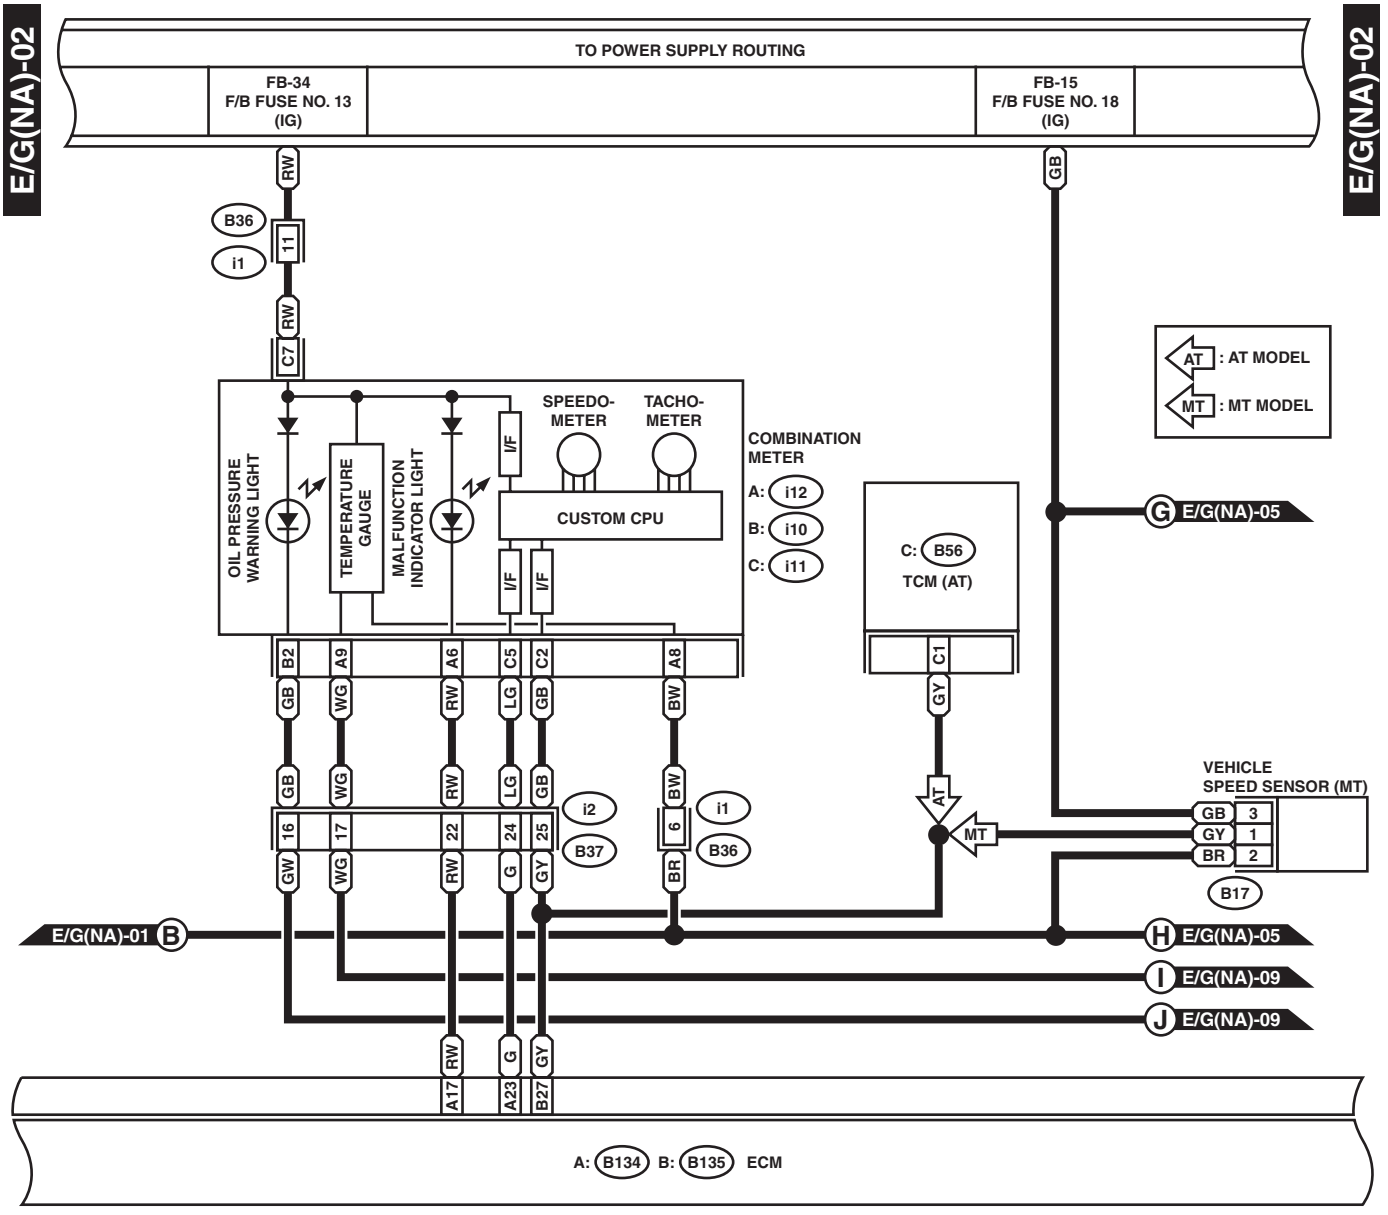 E/G(NA)-02
E/G(NA)-02
TO POWER SUPPLY ROUTING
FB-34
F/B FUSE NO. 13
(IG)
FB-15
F/B FUSE NO. 18
(IG)
RW
GB
B36
11
i1
RW
C7
AT : AT MODEL
MT : MT MODEL
SPEEDO-
METER
TACHO-
METER
I/F
COMBINATION
METER
OIL PRESSURE
WARNING LIGHT
TEMPERATURE
GAUGE
MALFUNCTION
INDICATOR LIGHT
CUSTOM CPU
A: i12
B: i10
C: i11
I/F
I/F
C: B56
TCM (AT)
G E/G(NA)-05
B2
A9
A6
C5
C2
A8
C1
GB
WG
RW
LG
GB
BW
GY
GB
WG
RW
LG
GB
BW
AT
VEHICLE
SPEED SENSOR (MT)
i2
i1
GB 3
16
17
22
24
25
6
MT
GY 1
B37
B36
BR 2
GW
WG
RW
G
GY
BR
B17
E/G(NA)-01 B
H E/G(NA)-05
I E/G(NA)-09
J E/G(NA)-09
RW
G
GY
A17
A23
B27
A: B134 B: B135 ECM